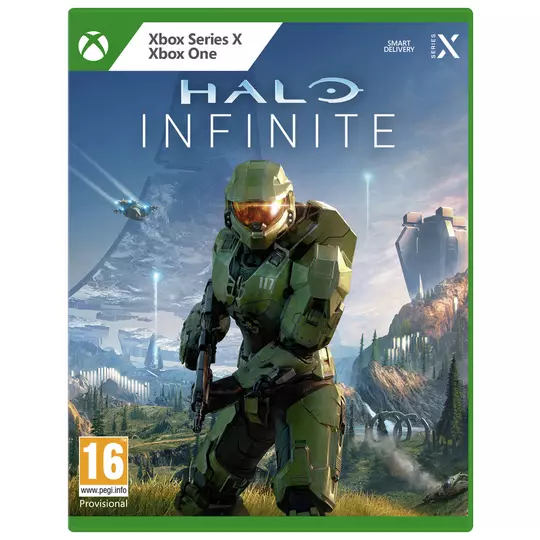 Xbox Series X
Xbox One
SMART
DELIVERY
SERIES
X
HALO
INFINITE
117
16
www.pegi.info
Provisional